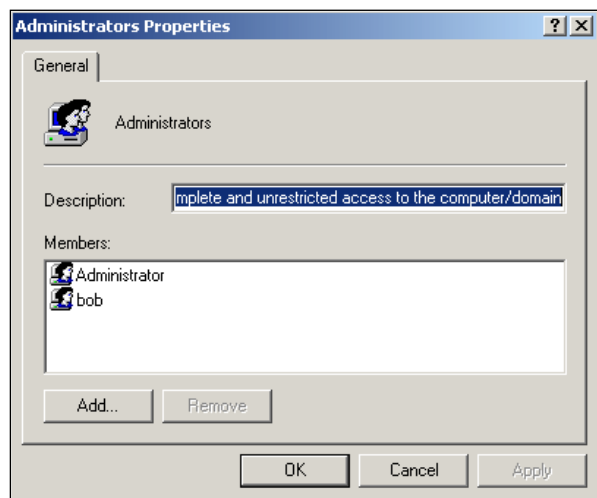 Administrators Properties
General
Administrators
Description:
mplete and unrestricted access to the computer/domain
Members:
Administrator
bob
Add...
Remove
OK
Cancel
Apply